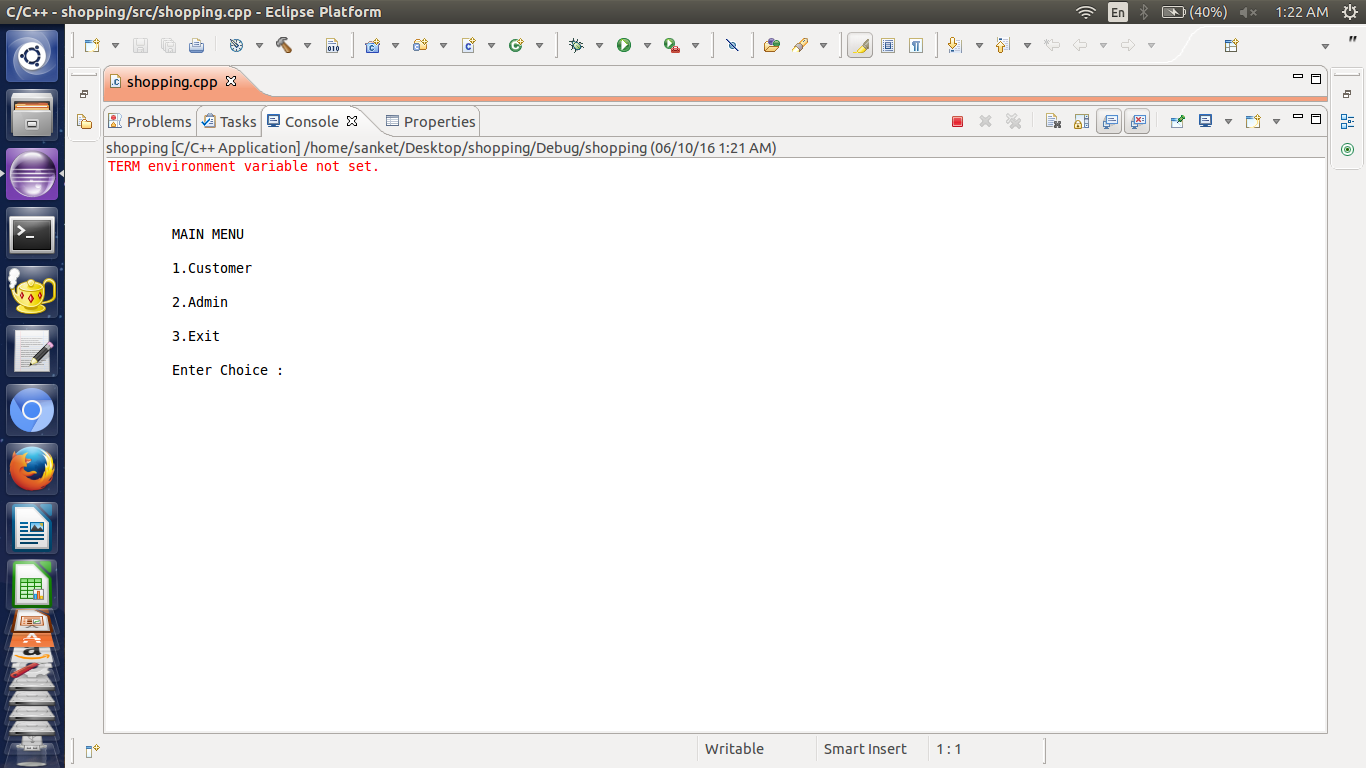 C/C++ - shopping/src/shopping.cpp - Eclipse Platform
En
(40%)
1:22 AM
shopping.cpp
Problems
Tasks
Console
Properties
shopping [C/C++ Application] /home/sanket/Desktop/shopping/Debug/shopping (06/10/16 1:21 AM)
TERM environment variable not set.
MAIN MENU
1.Customer
2.Admin
3.Exit
Enter Choice :
Writable
Smart Insert
1 : 1